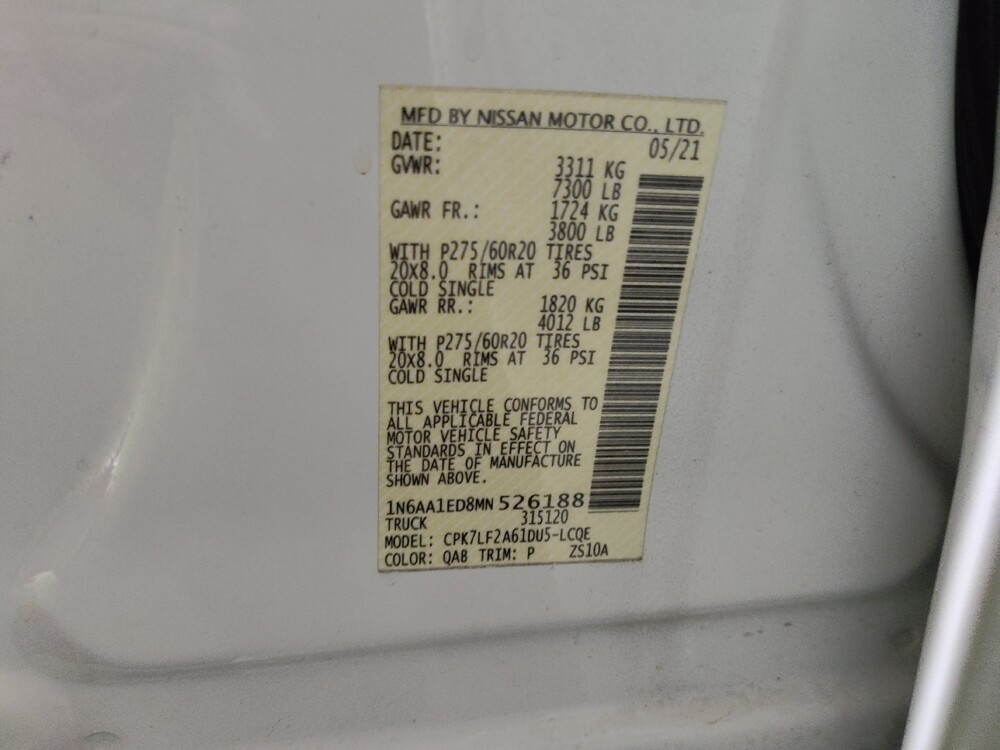 MFD BY NISSAN MOTOR CO., LTD.
DATE: 05/21
GVWR: 3311 KG
7300 LB
GAWR FR.: 1724 KG
3800 LB
WITH P275/60R20 TIRES
20X8.0 RIMS AT 36 PSI
COLD SINGLE
GAWR RR.: 1820 KG
4012 LB
WITH P275/60R20 TIRES
20X8.0 RIMS AT 36 PSI
COLD SINGLE
THIS VEHICLE CONFORMS TO
ALL APPLICABLE FEDERAL
MOTOR VEHICLE SAFETY
STANDARDS IN EFFECT ON
THE DATE OF MANUFACTURE
SHOWN ABOVE.
1N6AA1ED8MN526188
TRUCK 315120
MODEL: CPK7LF2A61DU5-LCQE
COLOR: QAB TRIM: P ZS10A